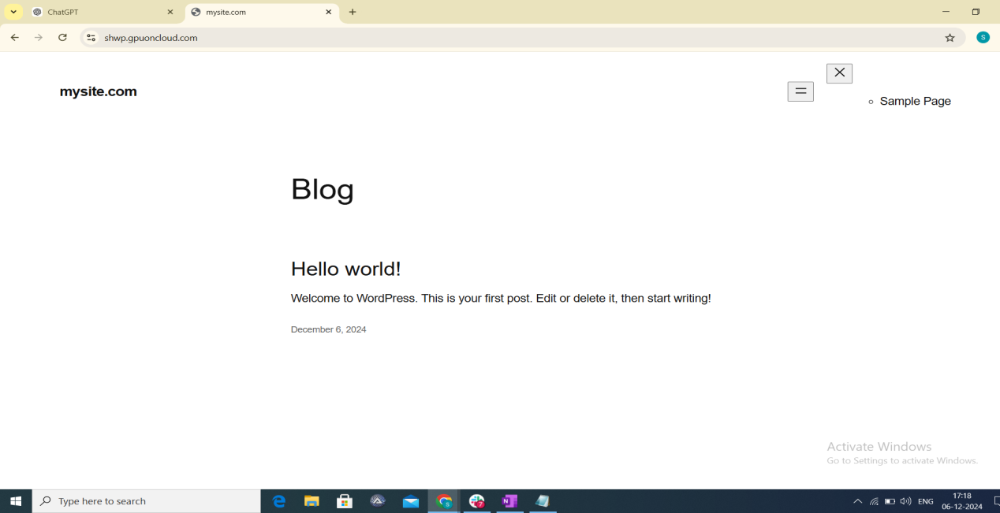 ChatGPT
mysite.com
shwp.gpuoncloud.com
S
mysite.com
Sample Page
Blog
Hello world!
Welcome to WordPress. This is your first post. Edit or delete it, then start writing!
December 6, 2024
Activate Windows
Go to Settings to activate Windows.
Type here to search
S
7
N
ENG
17:18
06-12-2024